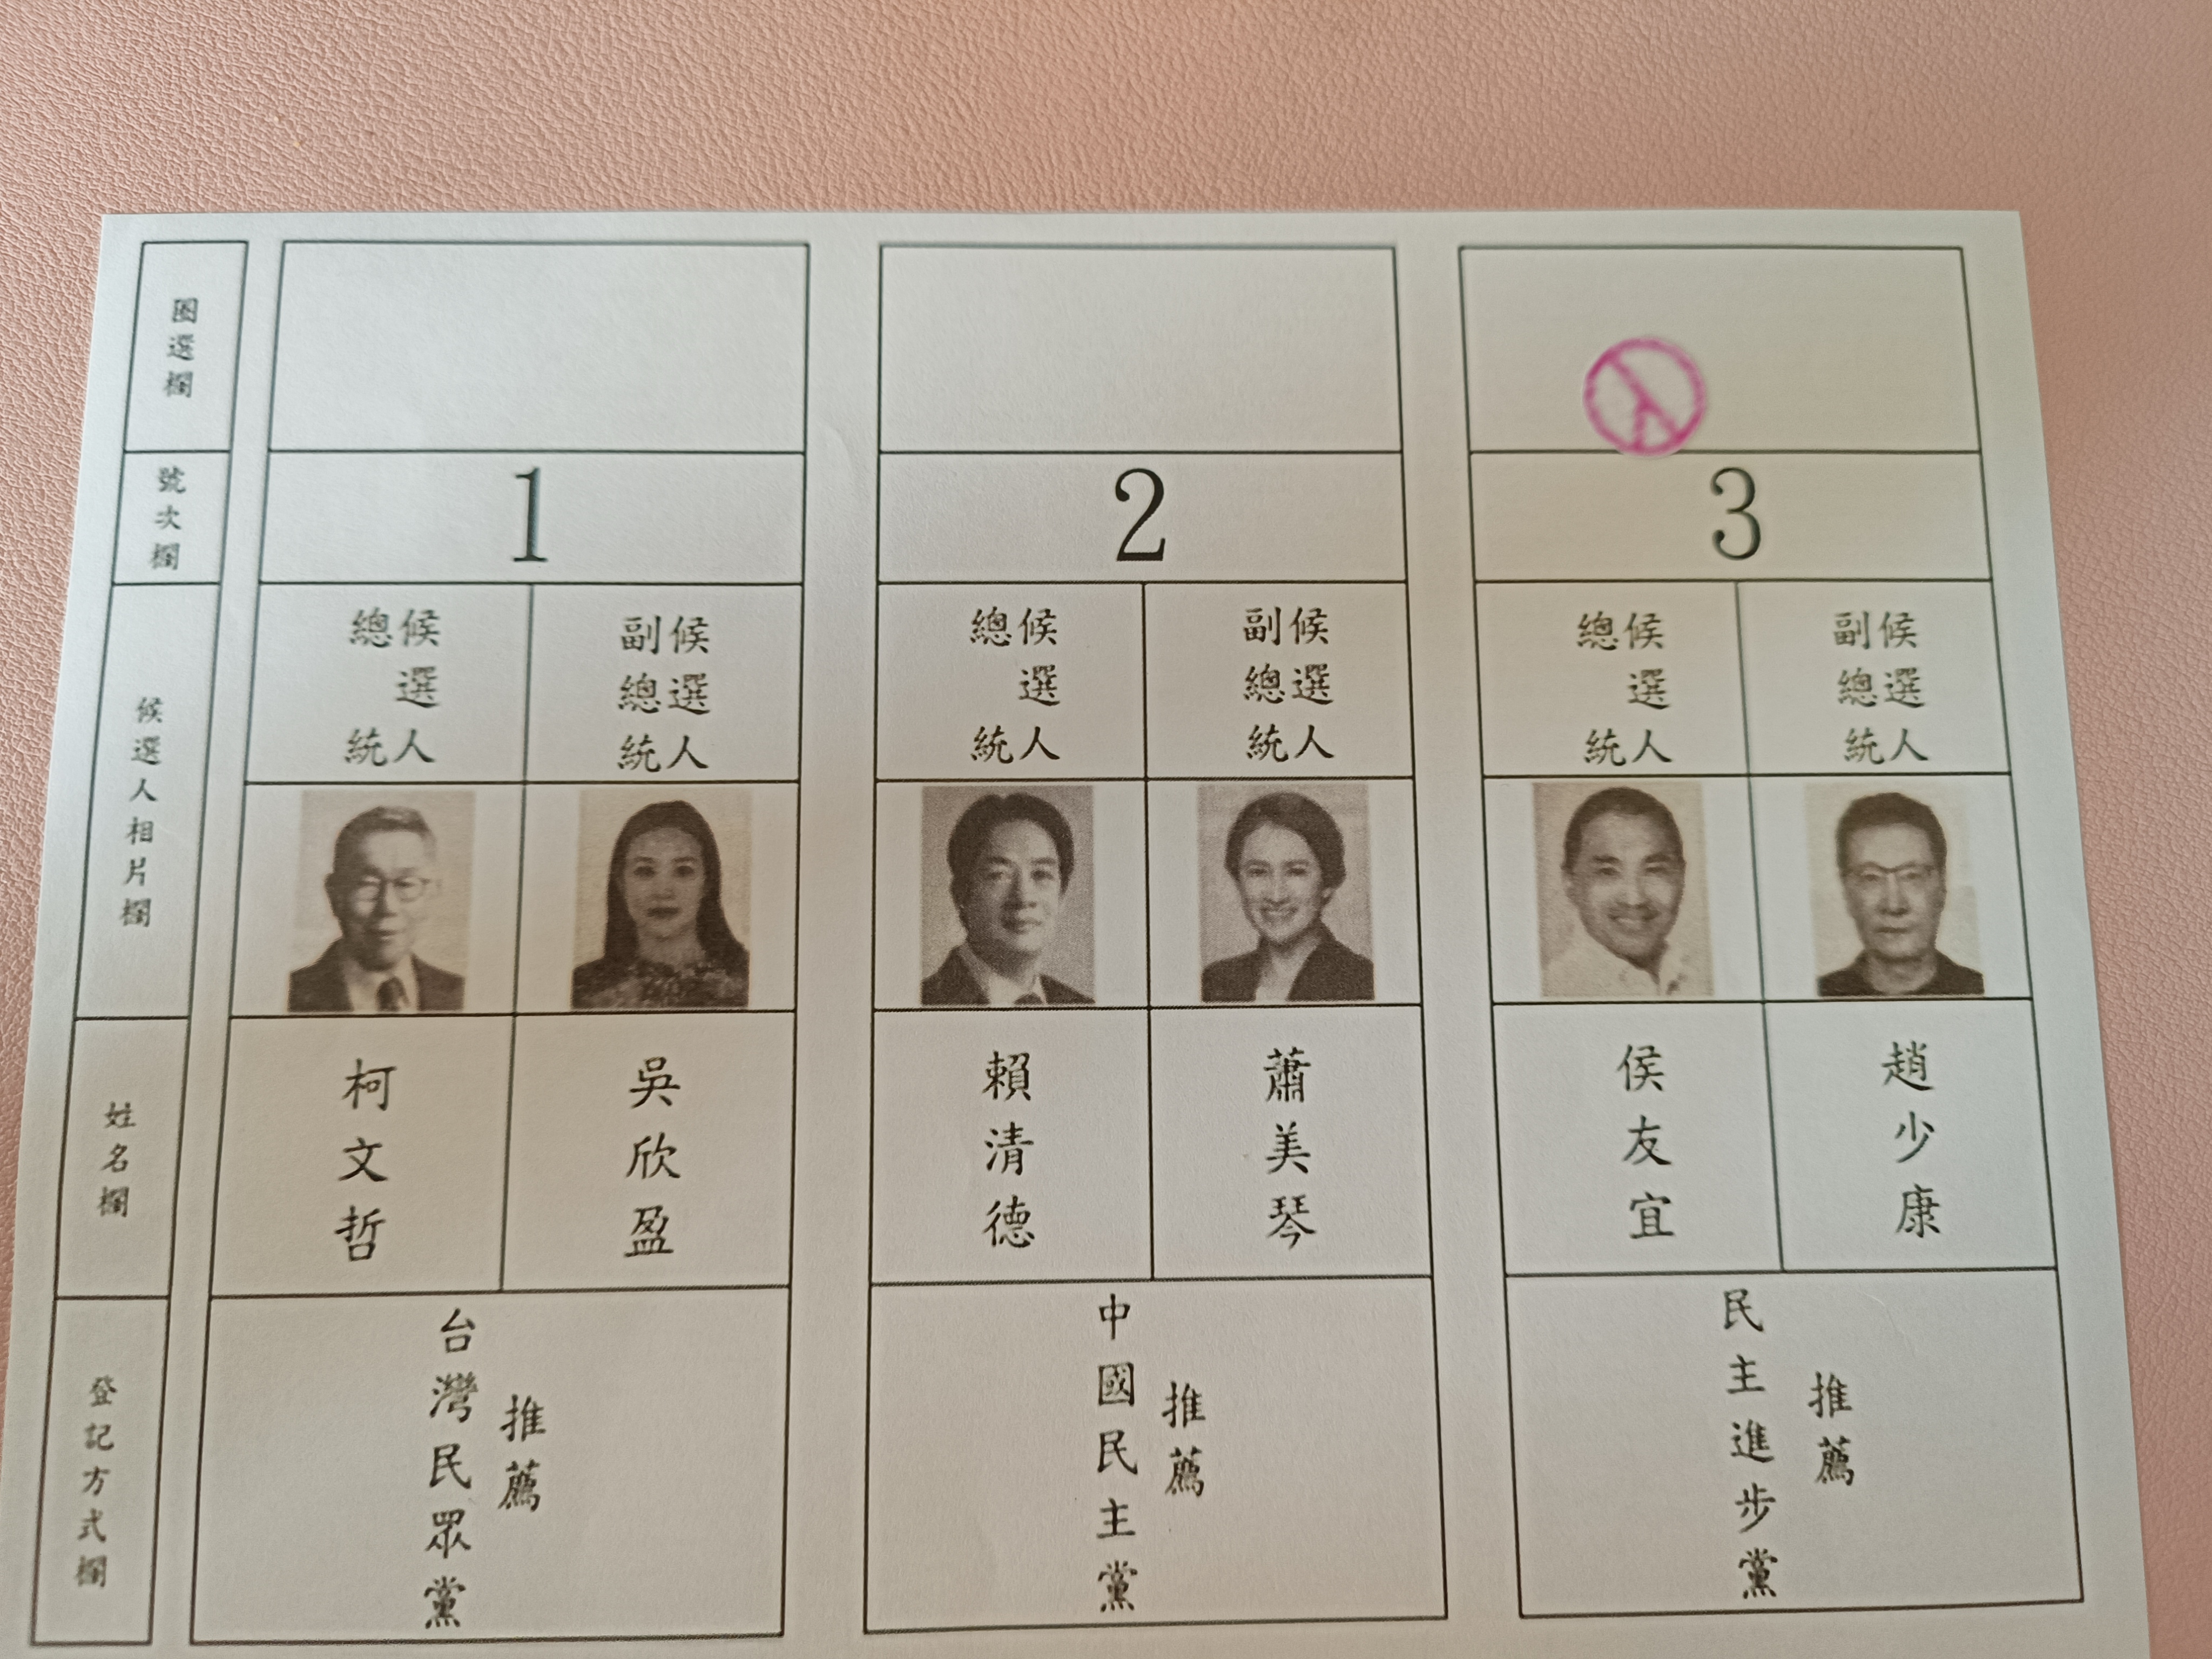 圈選欄
號次欄
候選人相片欄
姓名欄
登記方式欄
1
總統
候選人
副總統
候選人
柯文哲
吳欣盈
台灣民眾黨
推薦
2
總統
候選人
副總統
候選人
賴清德
蕭美琴
中國民主黨
推薦
3
總統
候選人
副總統
候選人
侯友宜
趙少康
民主進步黨
推薦